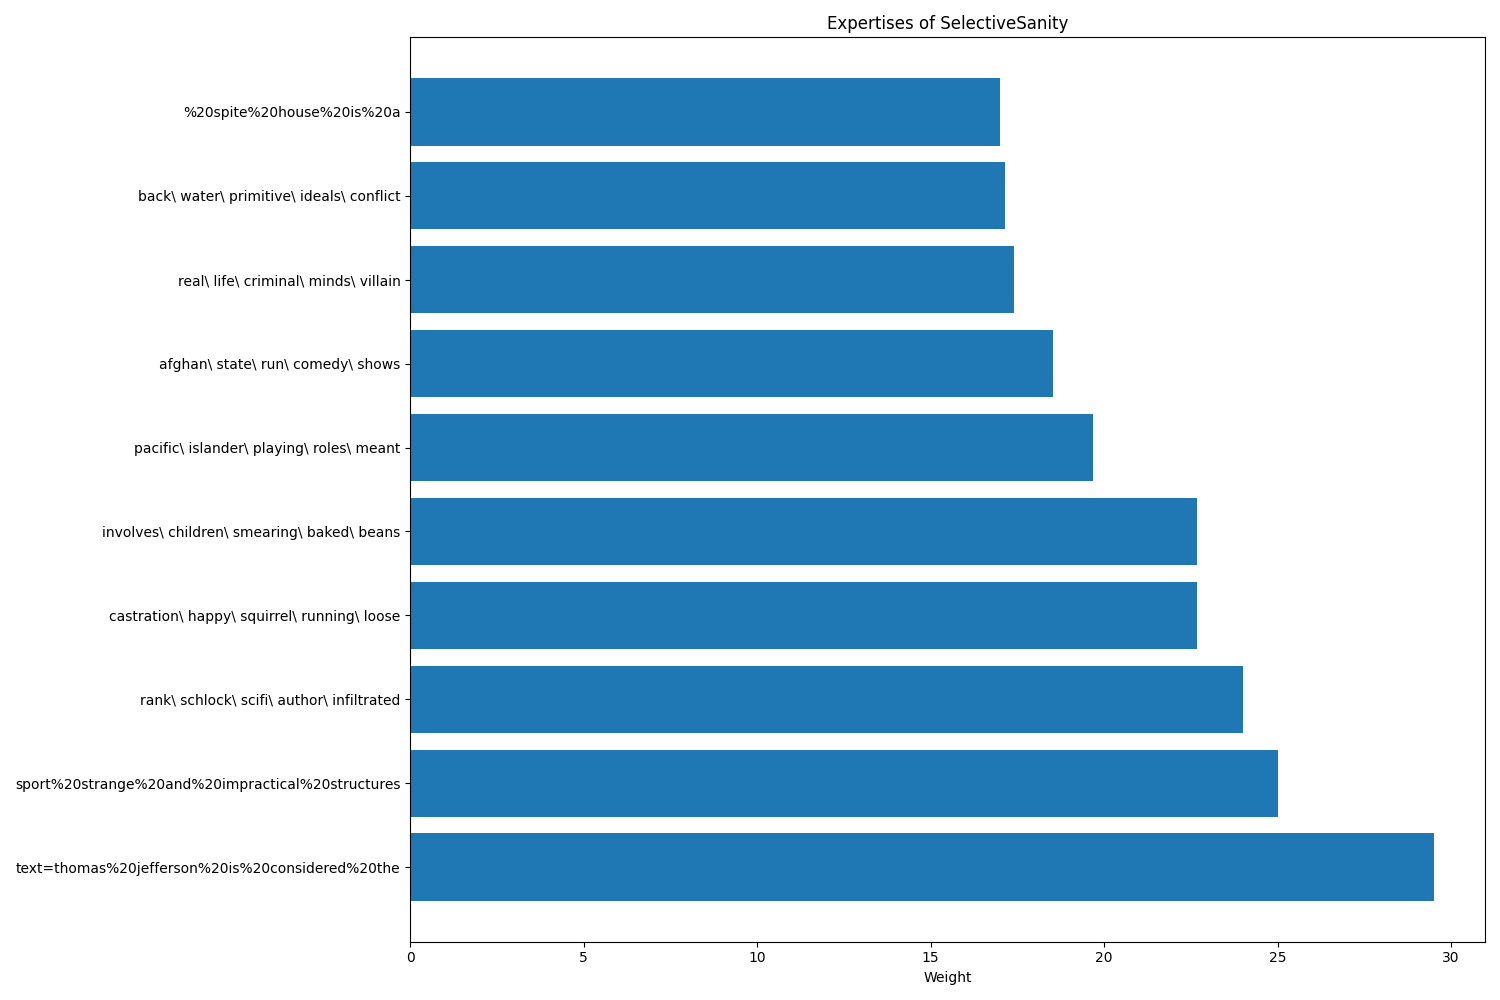 Expertises of SelectiveSanity
%20spite%20house%20is%20a
back\ water\ primitive\ ideals\ conflict
real\ life\ criminal\ minds\ villain
afghan\ state\ run\ comedy\ shows
pacific\ islander\ playing\ roles\ meant
involves\ children\ smearing\ baked\ beans
castration\ happy\ squirrel\ running\ loose
rank\ schlock\ scifi\ author\ infiltrated
sport%20strange%20and%20impractical%20structures
text=thomas%20jefferson%20is%20considered%20the
0 5 10 15 20 25 30
Weight